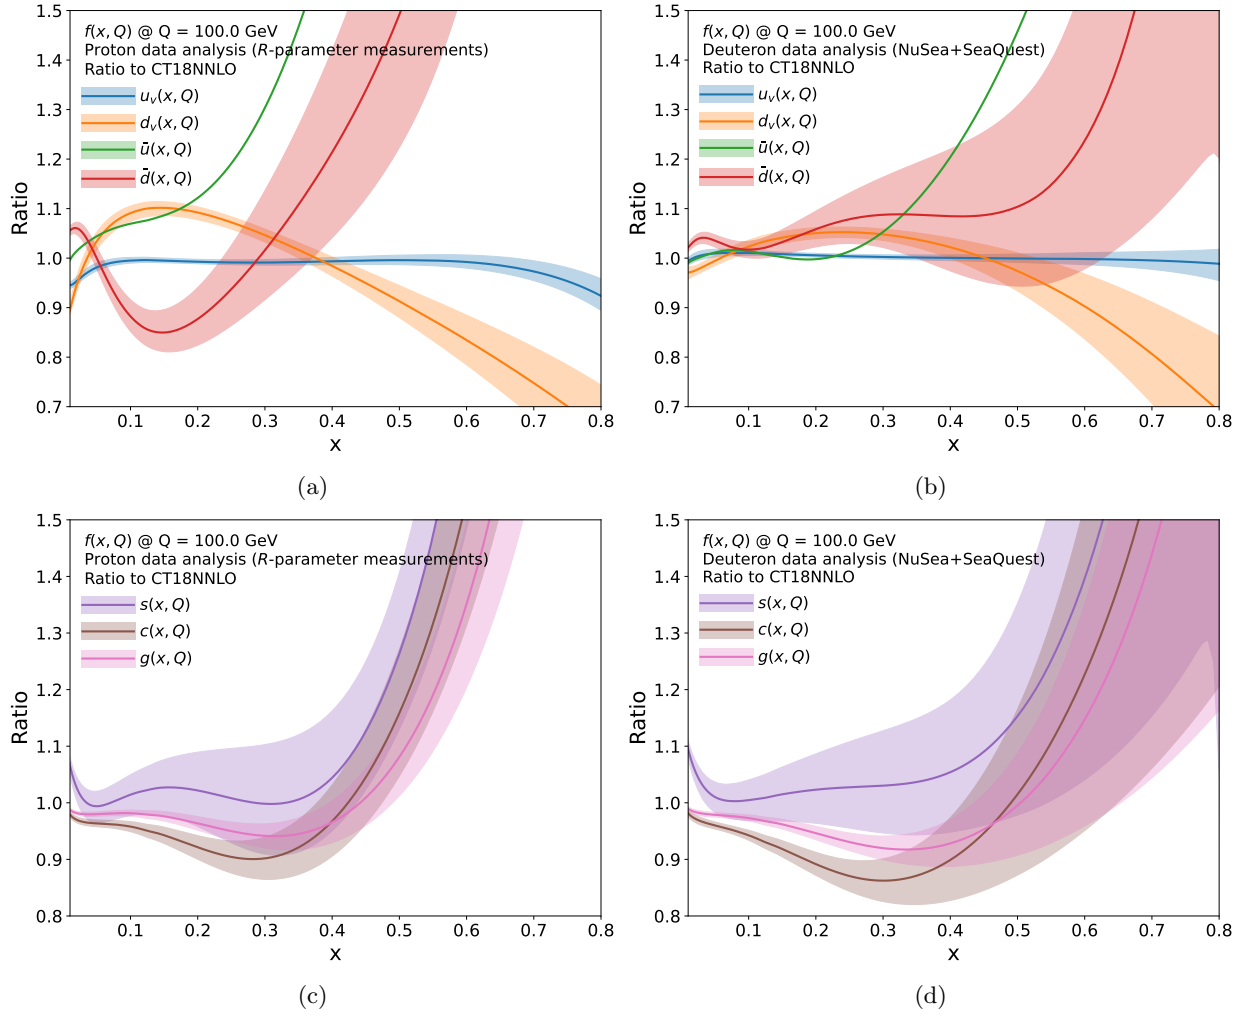 f(x, Q) @ Q = 100.0 GeV
Proton data analysis (R-parameter measurements)
Ratio to CT18NNLO
u_v(x, Q)
d_v(x, Q)
ū(x, Q)
d̄(x, Q)
Ratio
1.5
1.4
1.3
1.2
1.1
1.0
0.9
0.8
0.7
0.1 0.2 0.3 0.4 0.5 0.6 0.7 0.8
x
(a)
f(x, Q) @ Q = 100.0 GeV
Deuteron data analysis (NuSea+SeaQuest)
Ratio to CT18NNLO
u_v(x, Q)
d_v(x, Q)
ū(x, Q)
d̄(x, Q)
Ratio
1.5
1.4
1.3
1.2
1.1
1.0
0.9
0.8
0.7
0.1 0.2 0.3 0.4 0.5 0.6 0.7 0.8
x
(b)
f(x, Q) @ Q = 100.0 GeV
Proton data analysis (R-parameter measurements)
Ratio to CT18NNLO
s(x, Q)
c(x, Q)
g(x, Q)
Ratio
1.5
1.4
1.3
1.2
1.1
1.0
0.9
0.8
0.1 0.2 0.3 0.4 0.5 0.6 0.7 0.8
x
(c)
f(x, Q) @ Q = 100.0 GeV
Deuteron data analysis (NuSea+SeaQuest)
Ratio to CT18NNLO
s(x, Q)
c(x, Q)
g(x, Q)
Ratio
1.5
1.4
1.3
1.2
1.1
1.0
0.9
0.8
0.1 0.2 0.3 0.4 0.5 0.6 0.7 0.8
x
(d)